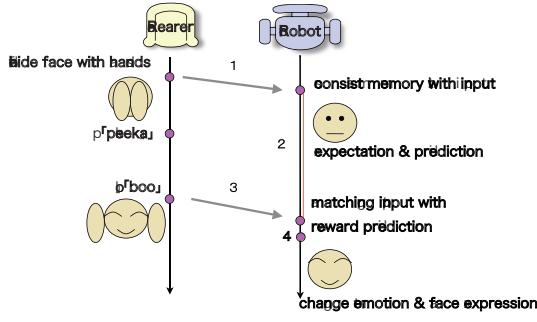 Rearer
Robot
hide face with hands
1
consist memory with input
「peeka」
2
expectation & prediction
「boo」
3
matching input with
reward prediction
4
change emotion & face expression